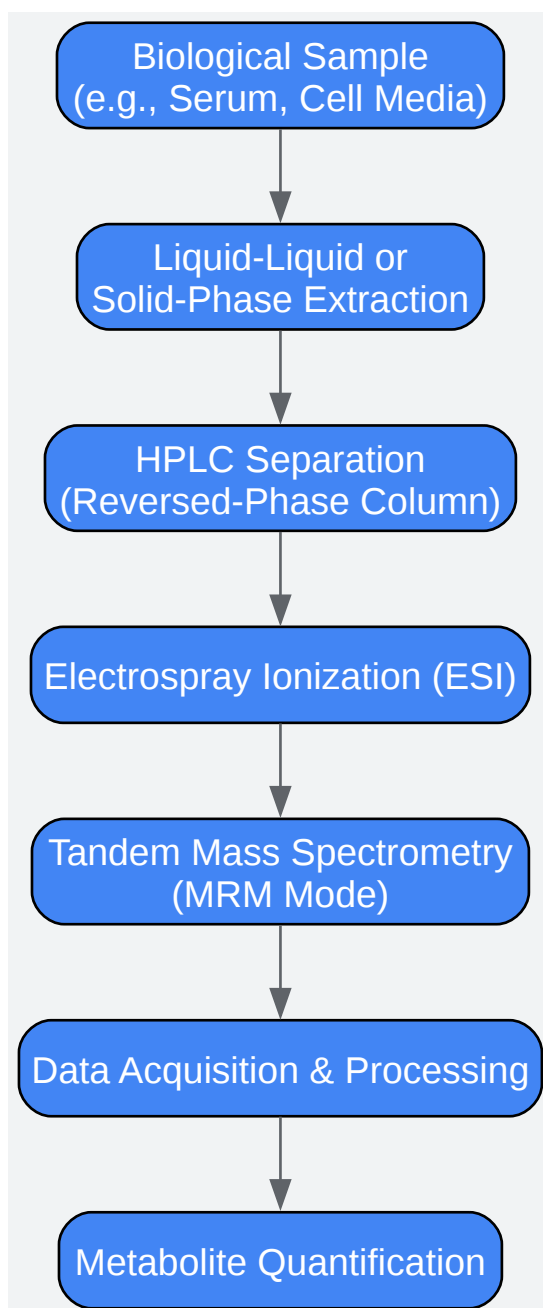 Biological Sample
(e.g., Serum, Cell Media)
Liquid-Liquid or
Solid-Phase Extraction
HPLC Separation
(Reversed-Phase Column)
Electrospray Ionization (ESI)
Tandem Mass Spectrometry
(MRM Mode)
Data Acquisition & Processing
Metabolite Quantification